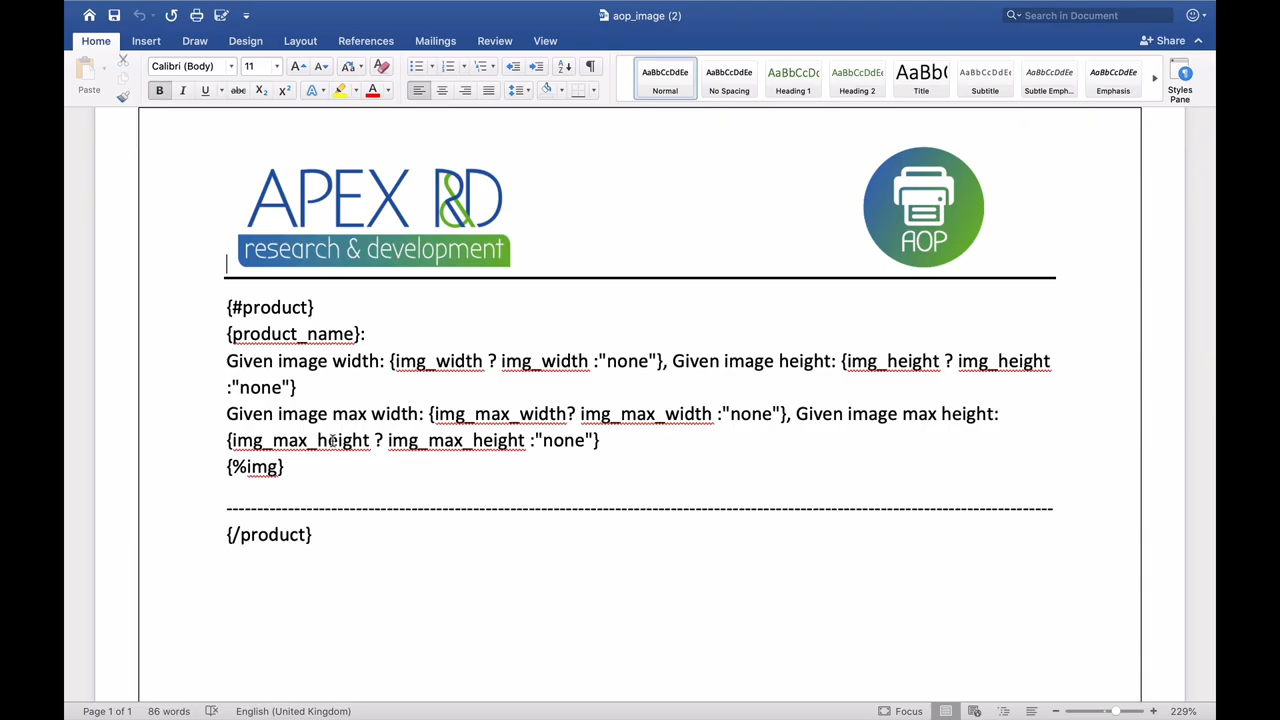 aop_image (2)
Search in Document
Home Insert Draw Design Layout References Mailings Review View
Share
Paste
Calibri (Body) 11
B I U abc X₂ X² A A
AaBbCcDdEe AaBbCcDdEe AaBbCcDc AaBbCcDdEe AaBb( AaBbCcDdEe AaBbCcDdEe AaBbCcDdEe
Normal No Spacing Heading 1 Heading 2 Title Subtitle Subtle Emph... Emphasis
Styles
Pane
APEX R&D
research & development
AOP
{#product}
{product_name}:
Given image width: {img_width ? img_width :"none"}, Given image height: {img_height ? img_height
:"none"}
Given image max width: {img_max_width? img_max_width :"none"}, Given image max height:
{img_max_height ? img_max_height :"none"}
{%img}
---------------------------------------------------------------------------------------------------------------------------------------
{/product}
Page 1 of 1 86 words English (United Kingdom) Focus 229%